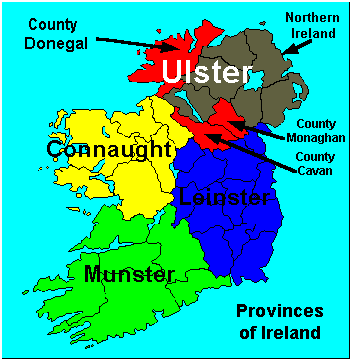 County
Donegal
Northern
Ireland
Ulster
County
Monaghan
County
Cavan
Connaught
Leinster
Munster
Provinces
of Ireland